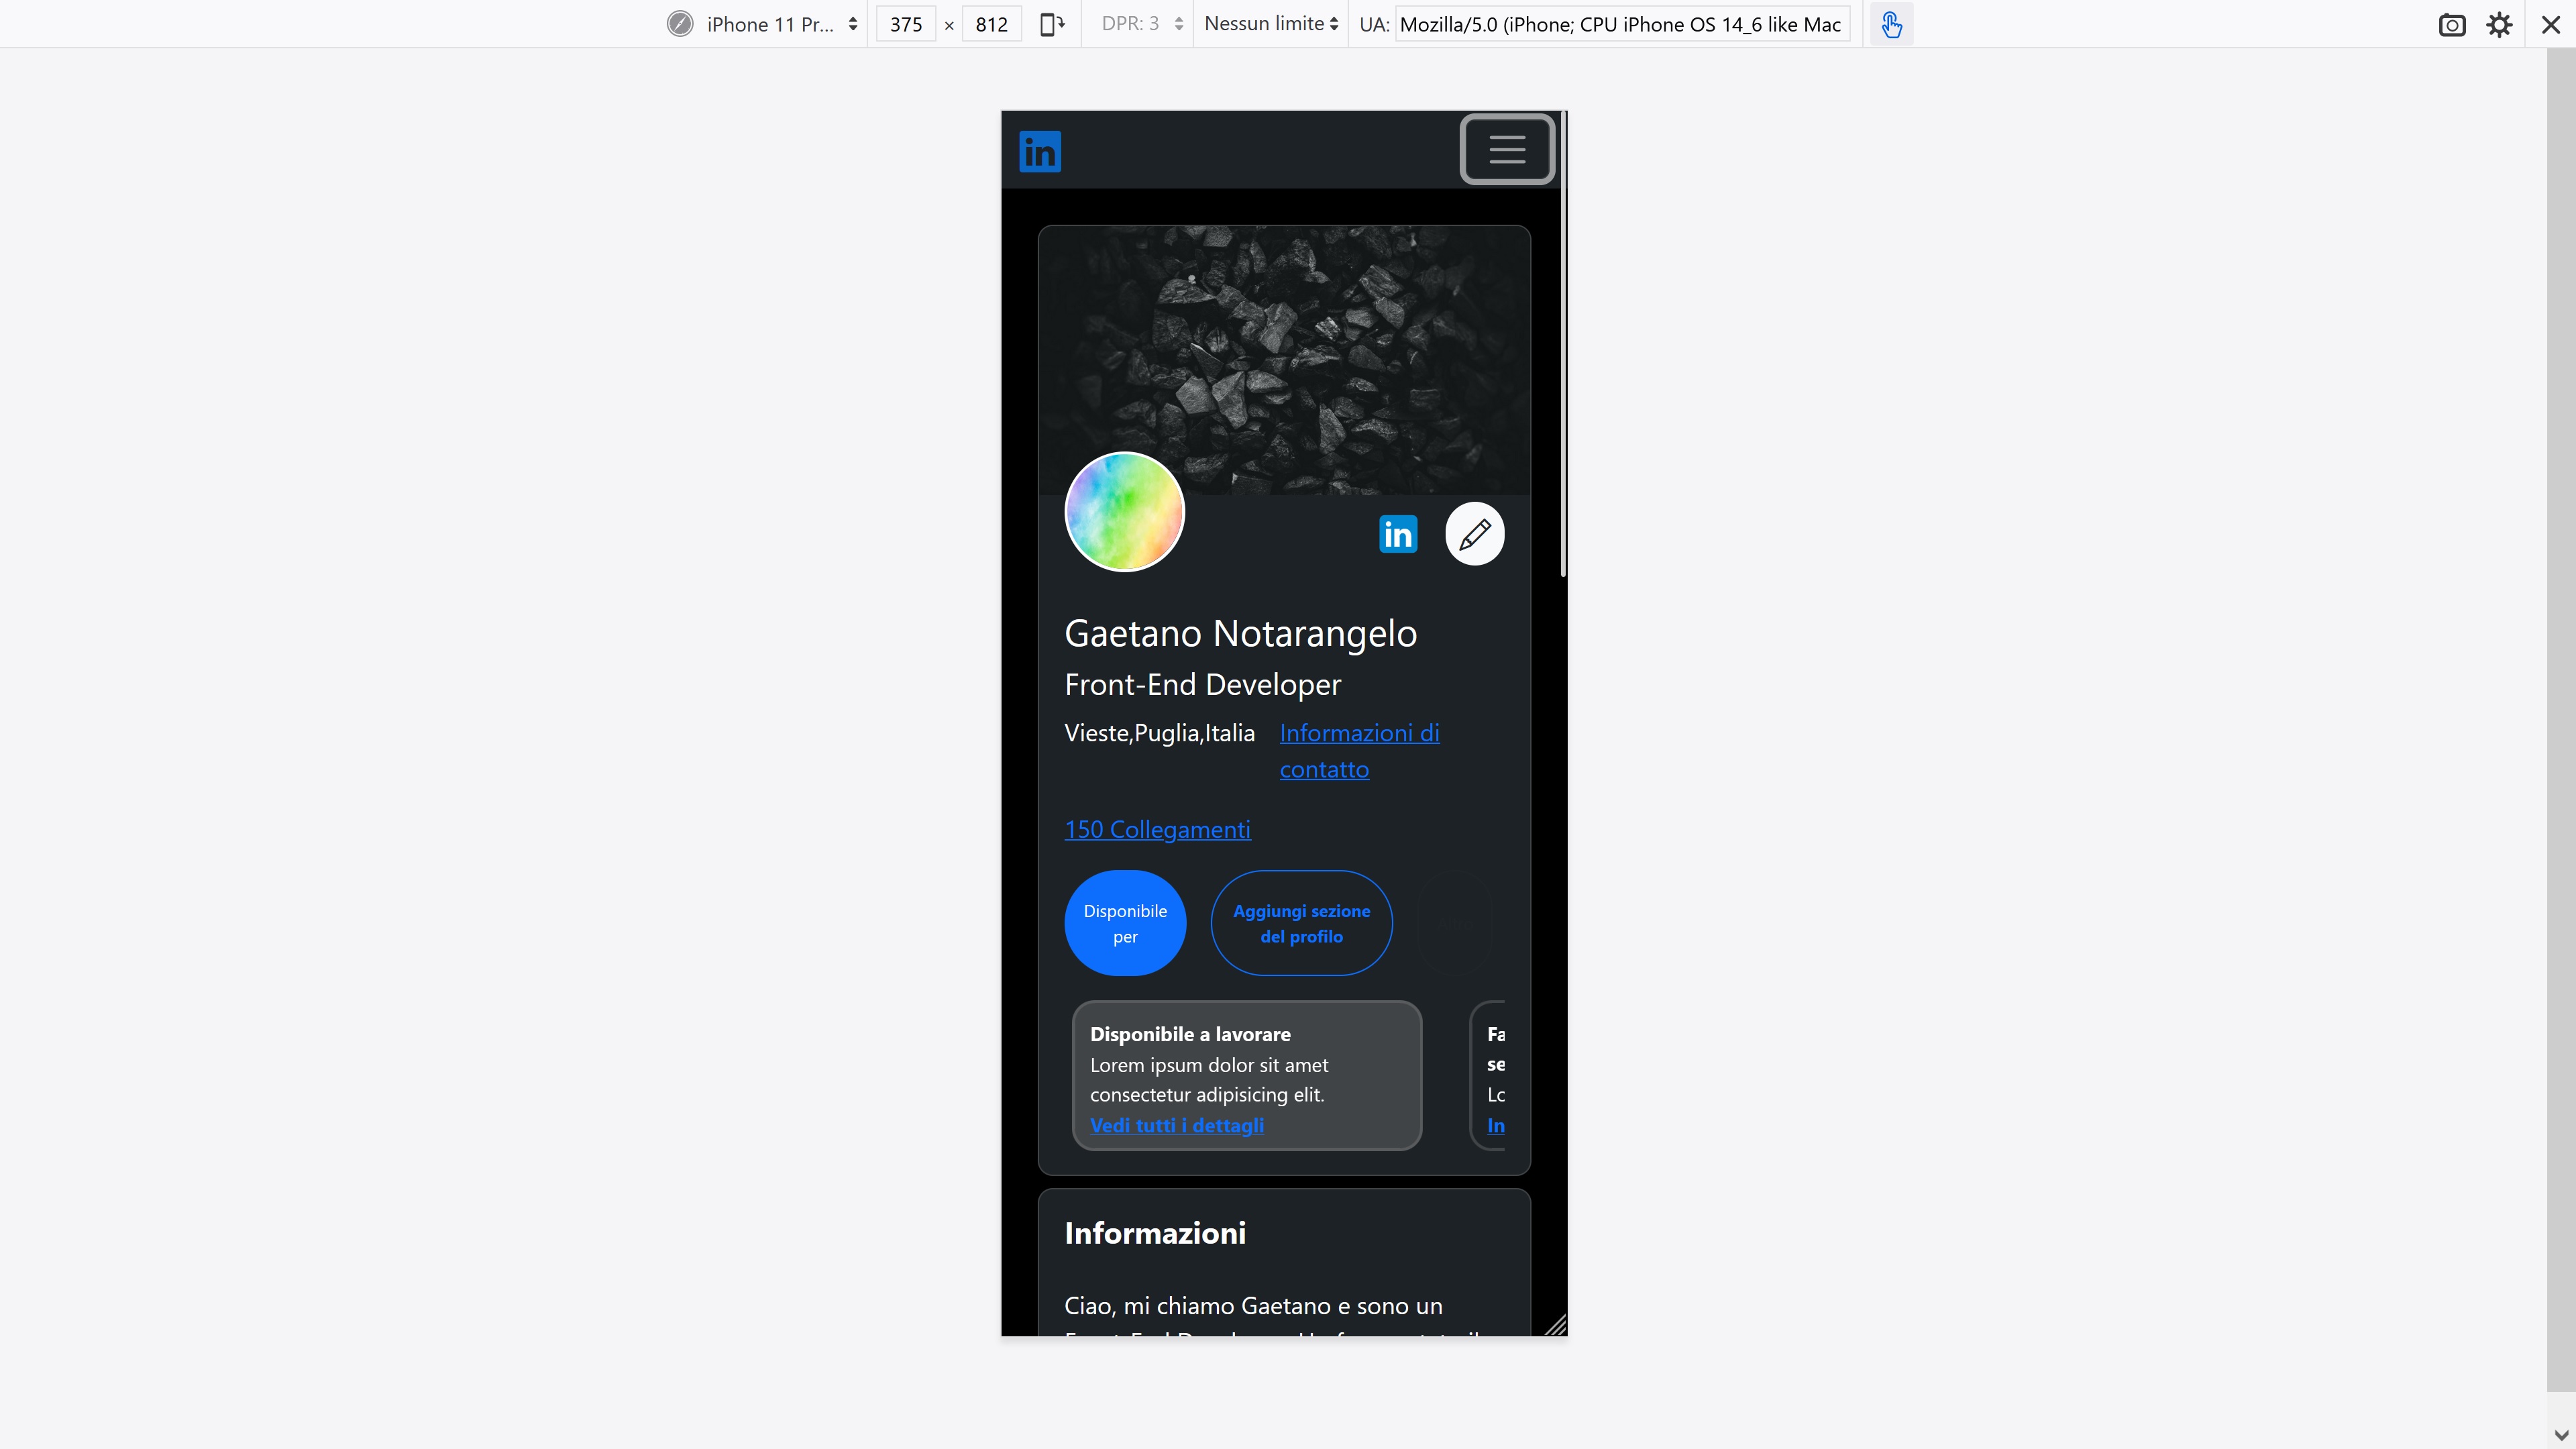 iPhone 11 Pr...
375 × 812
DPR: 3
Nessun limite
UA: Mozilla/5.0 (iPhone; CPU iPhone OS 14_6 like Mac
in
in
Gaetano Notarangelo
Front-End Developer
Vieste,Puglia,Italia
Informazioni di
contatto
150 Collegamenti
Disponibile
per
Aggiungi sezione
del profilo
Disponibile a lavorare
Lorem ipsum dolor sit amet
consectetur adipisicing elit.
Vedi tutti i dettagli
Fa
se
Lo
In
Informazioni
Ciao, mi chiamo Gaetano e sono un